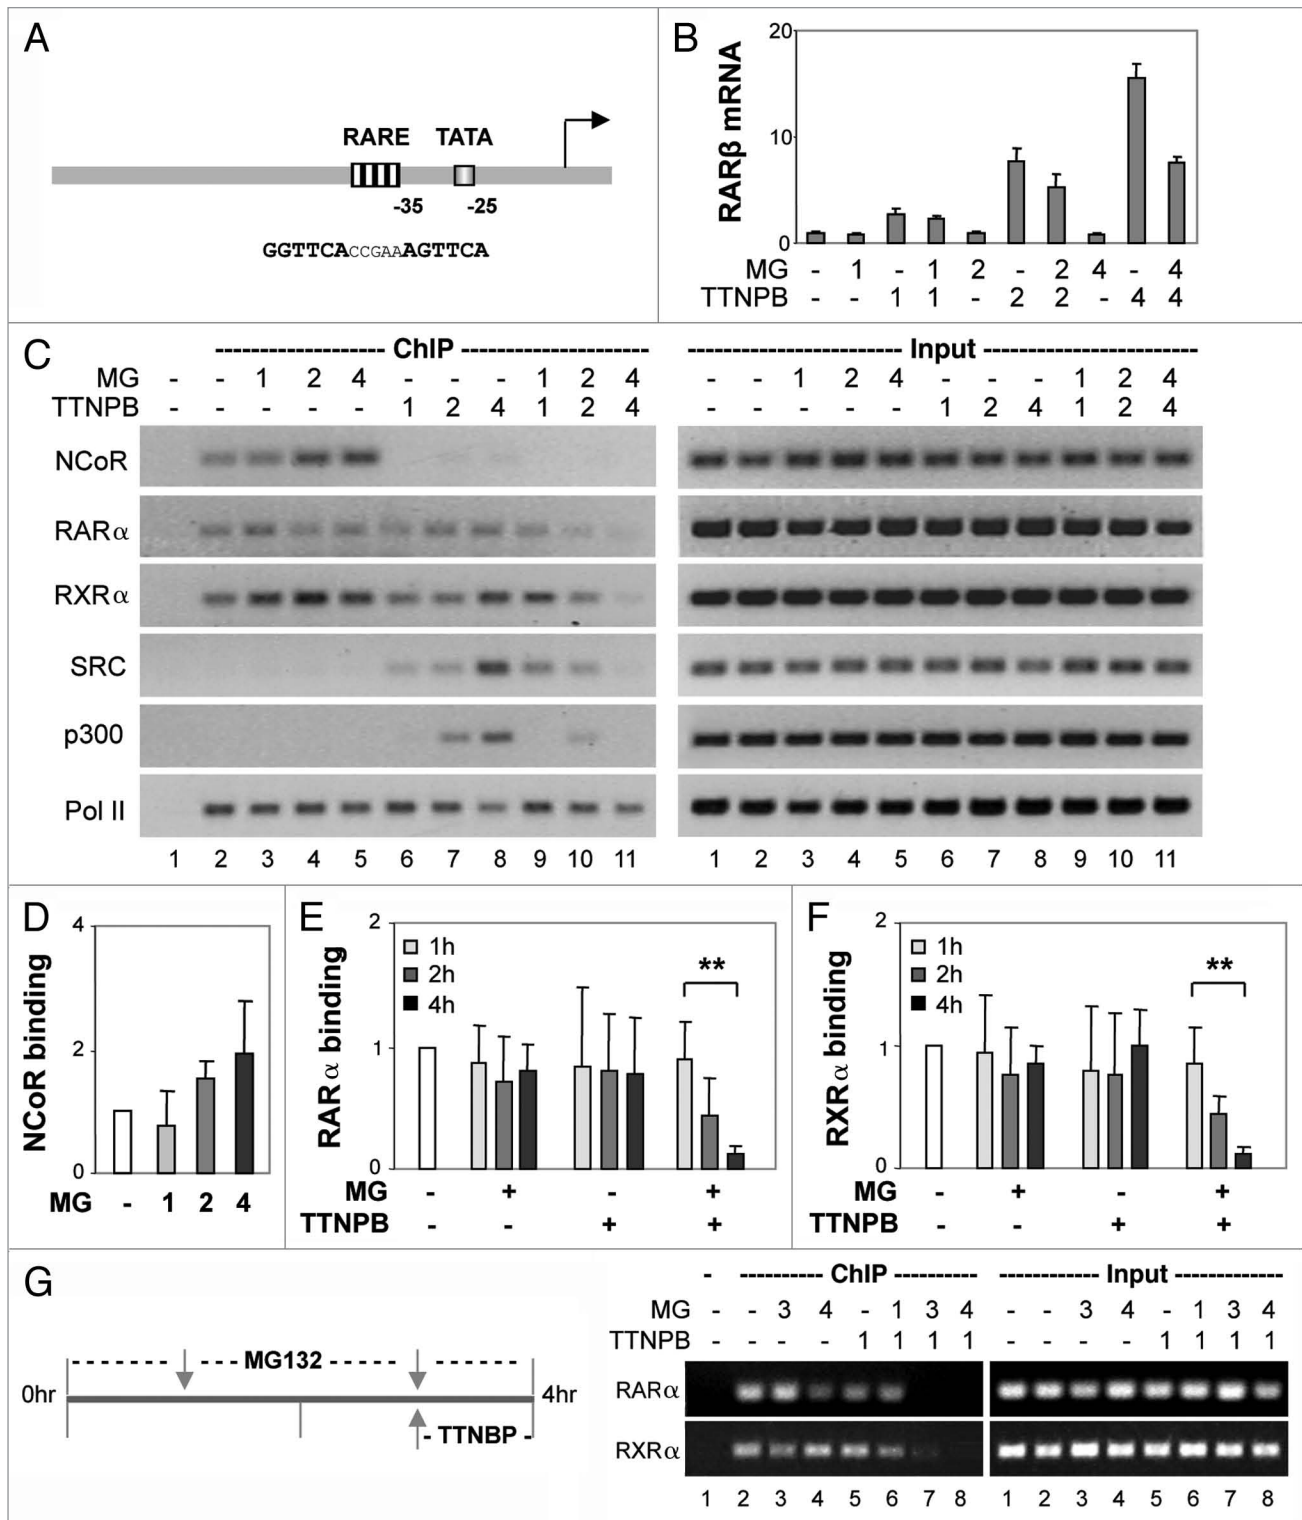 A
RARE TATA
-35 -25
GGTTCACCGAAAGTTCA
B
RARβ mRNA
20
10
0
MG - 1 - 1 2 - 2 4 - 4
TTNPB - - 1 1 - 2 2 - 4 4
C
ChIP Input
MG - - 1 2 4 - - - 1 2 4 - - 1 2 4 - - - 1 2 4
TTNPB - - - - - 1 2 4 1 2 4 - - - - - 1 2 4 1 2 4
NCoR
RARα
RXRα
SRC
p300
Pol II
1 2 3 4 5 6 7 8 9 10 11 1 2 3 4 5 6 7 8 9 10 11
D
NCoR binding
4
2
0
MG - 1 2 4
E
RARα binding
2
1
0
1h
2h
4h
**
MG - + - +
TTNPB - - + +
F
RXRα binding
2
1
0
1h
2h
4h
**
MG - + - +
TTNPB - - + +
G
MG132
0hr 4hr
TTNBP
- ChIP Input
MG - - 3 4 - 1 3 4 - - 3 4 - 1 3 4
TTNPB - - - - 1 1 1 1 - - - - 1 1 1 1
RARα
RXRα
1 2 3 4 5 6 7 8 1 2 3 4 5 6 7 8